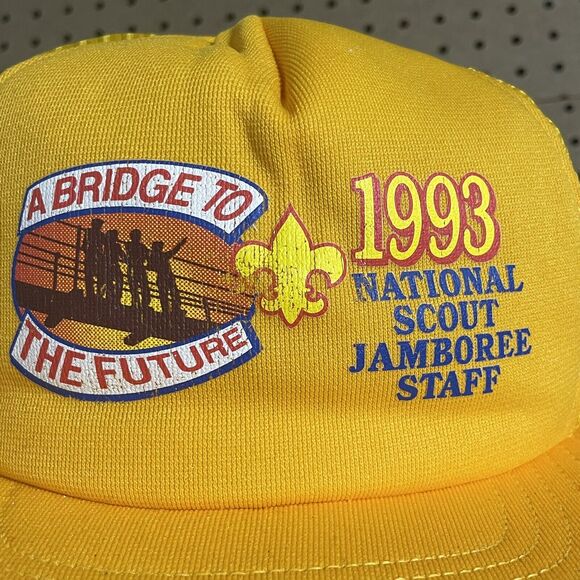 A BRIDGE TO
THE FUTURE
1993
NATIONAL
SCOUT
JAMBOREE
STAFF